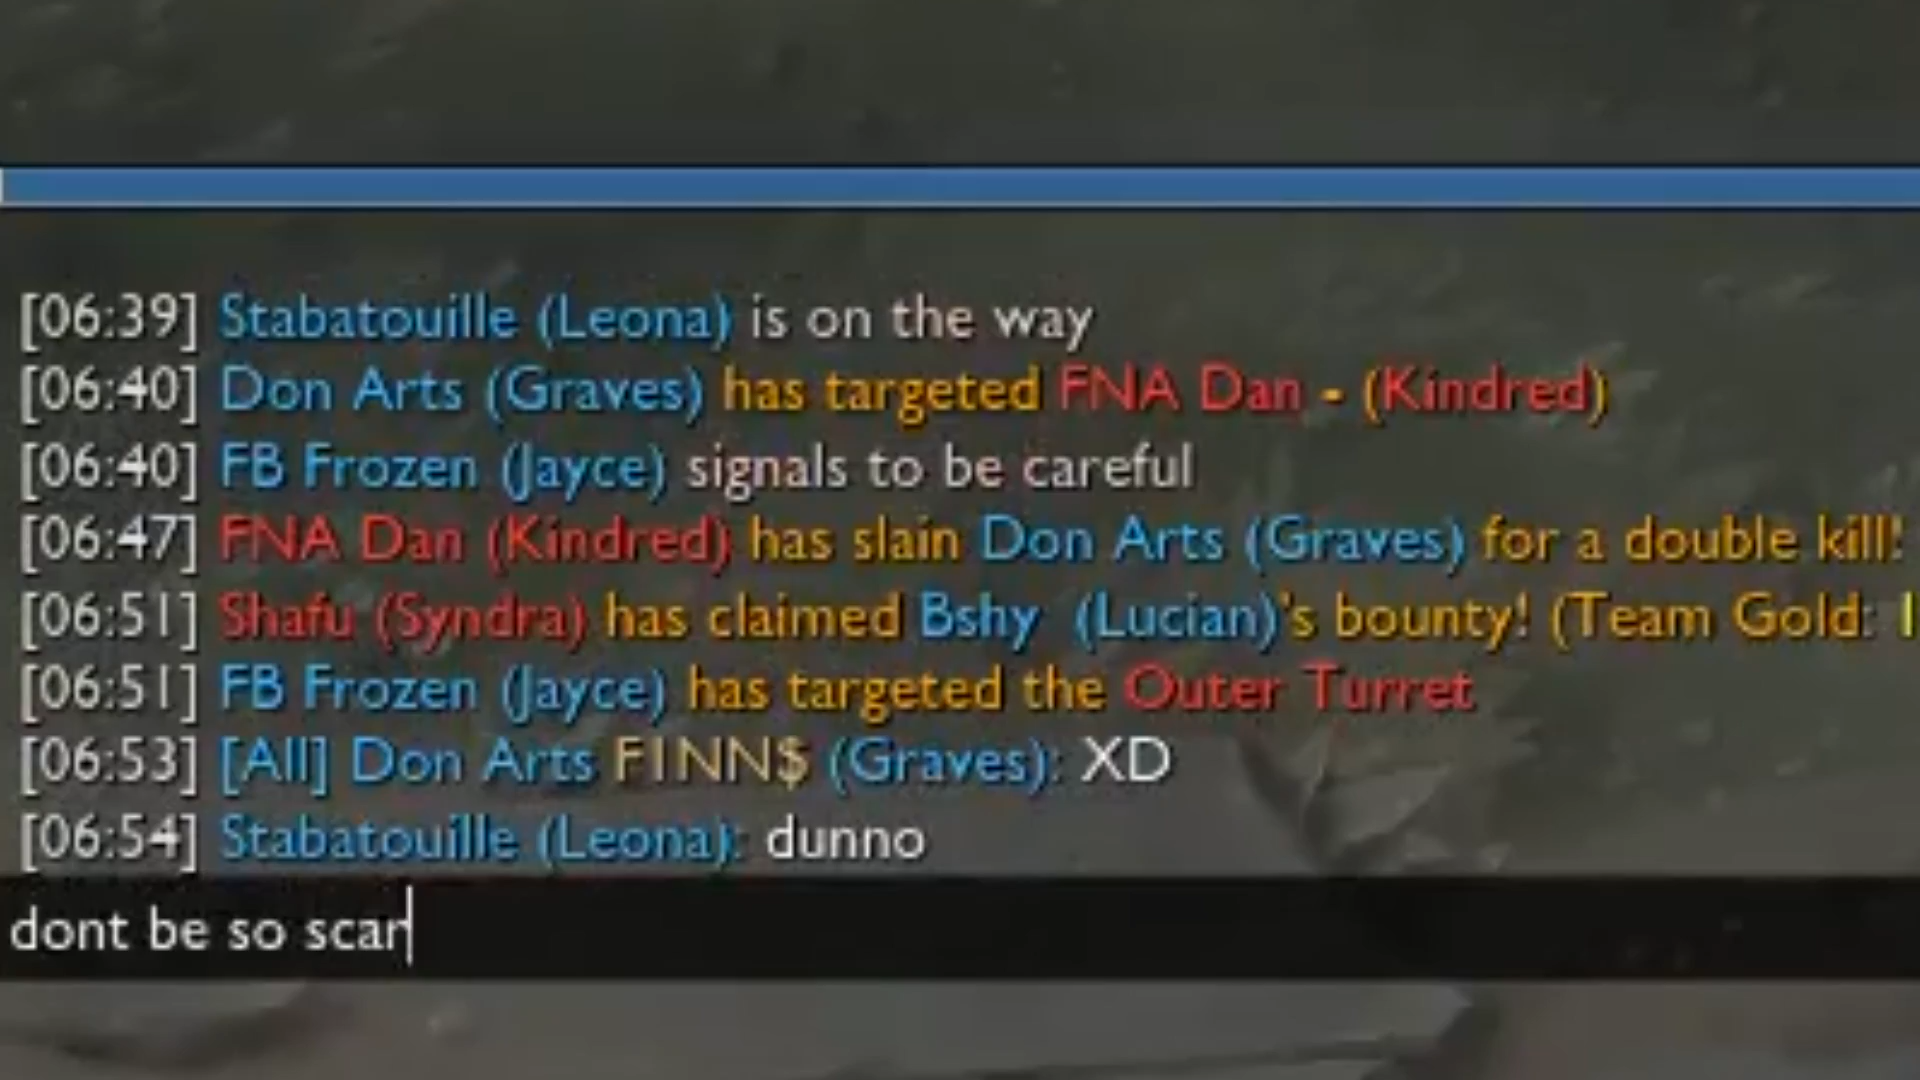 [06:39] Stabatouille (Leona) is on the way
[06:40] Don Arts (Graves) has targeted FNA Dan - (Kindred)
[06:40] FB Frozen (Jayce) signals to be careful
[06:47] FNA Dan (Kindred) has slain Don Arts (Graves) for a double kill!
[06:51] Shafu (Syndra) has claimed Bshy (Lucian)'s bounty! (Team Gold:
[06:51] FB Frozen (Jayce) has targeted the Outer Turret
[06:53] [All] Don Arts F1NN$ (Graves): XD
[06:54] Stabatouille (Leona): dunno
dont be so scar